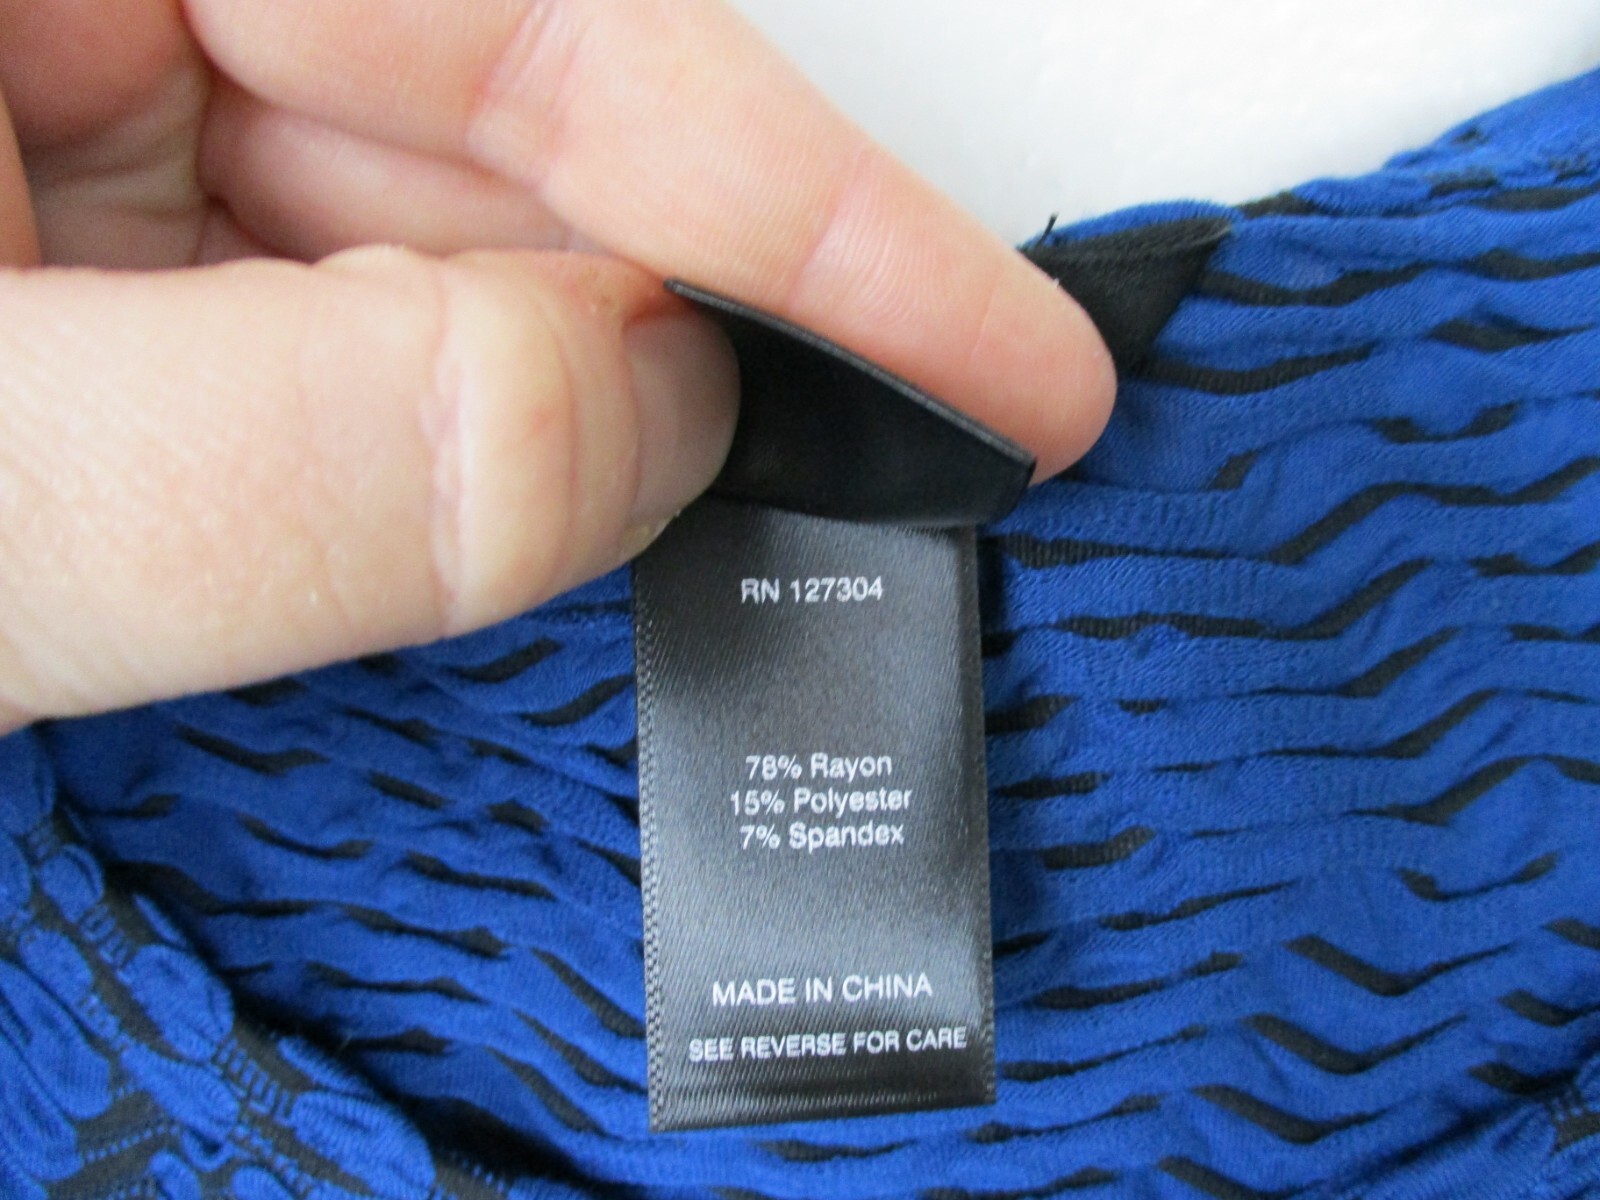 RN 127304
78% Rayon
15% Polyester
7% Spandex
MADE IN CHINA
SEE REVERSE FOR CARE